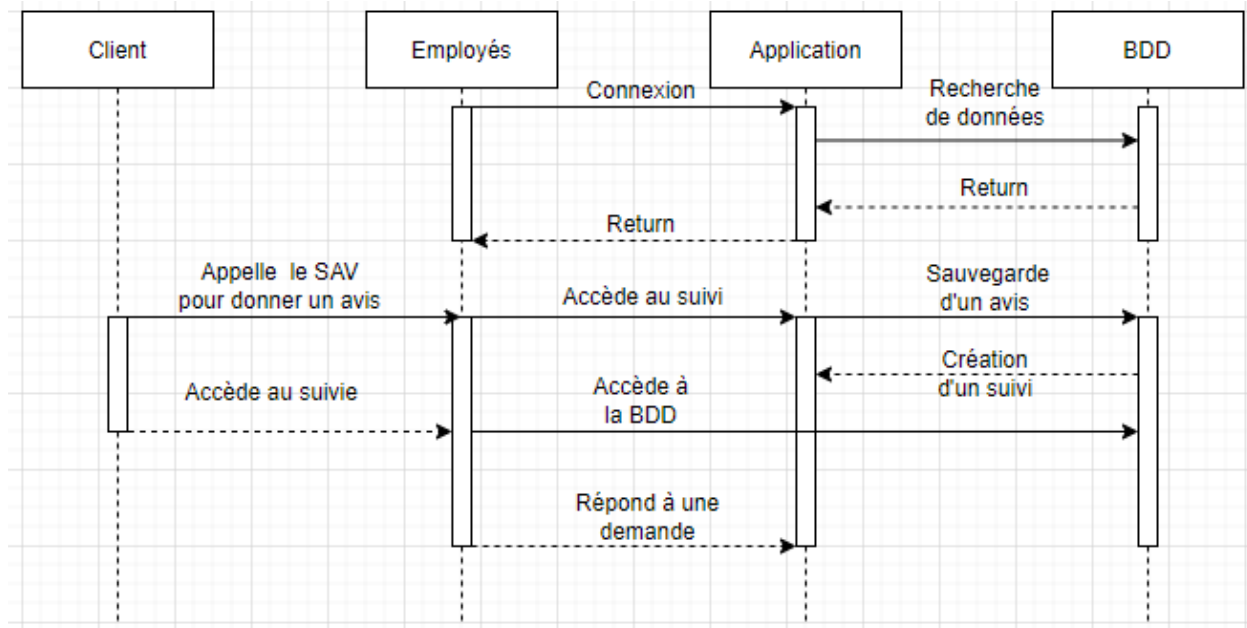 Client
Employés
Application
BDD
Connexion
Recherche
de données
Return
Return
Appelle  le SAV
pour donner un avis
Accède au suivi
Sauvegarde
d'un avis
Création
d'un suivi
Accède au suivie
Accède à
la BDD
Répond à une
demande